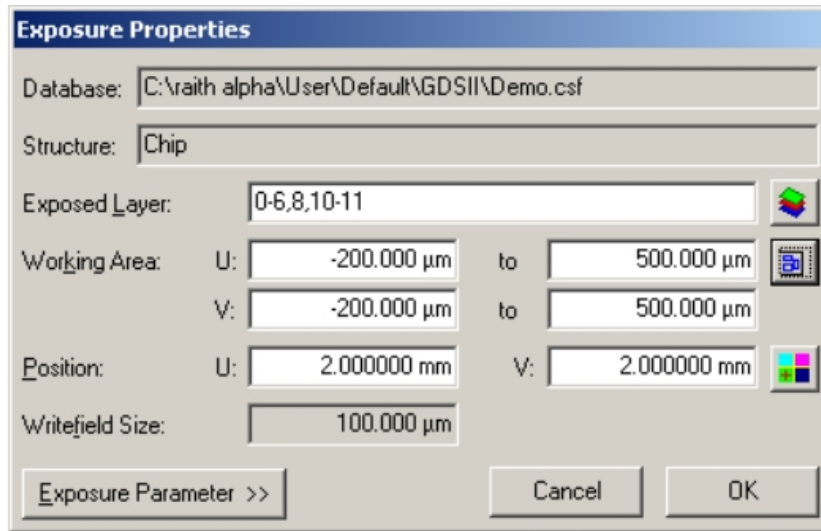 Exposure Properties
Database: C:\raith alpha\User\Default\GDSII\Demo.csf
Structure: Chip
Exposed Layer: 0-6,8,10-11
Working Area: U: -200.000 µm to 500.000 µm
V: -200.000 µm to 500.000 µm
Position: U: 2.000000 mm V: 2.000000 mm
Writefield Size: 100.000 µm
Exposure Parameter >> Cancel OK